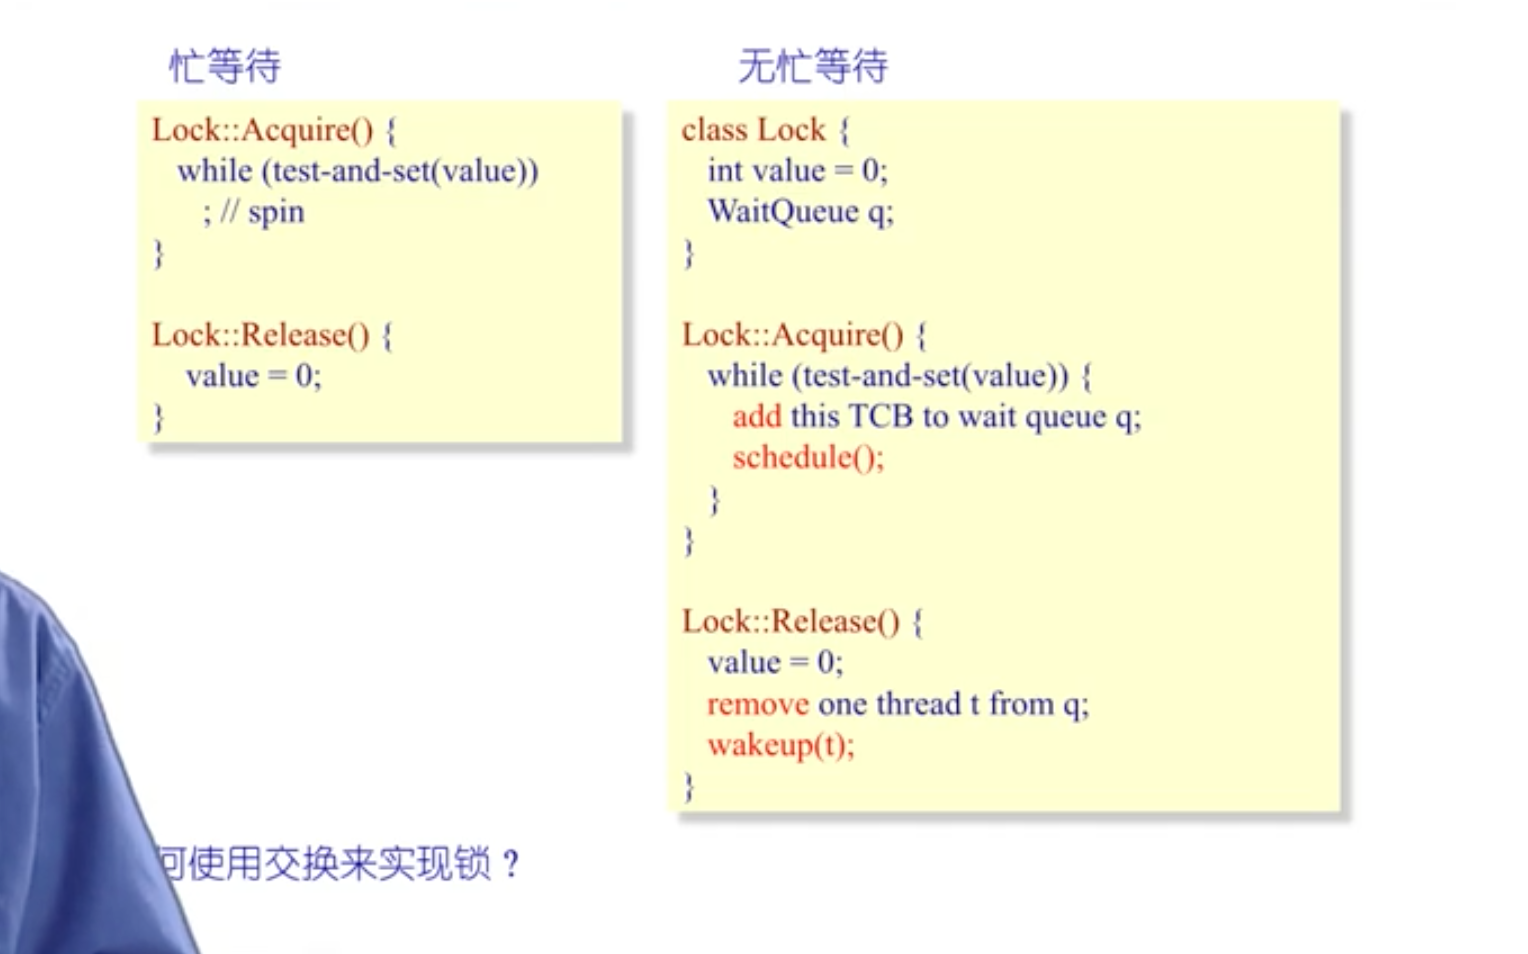 忙等待
Lock::Acquire() {
while (test-and-set(value))
; // spin
}
Lock::Release() {
value = 0;
}
无忙等待
class Lock {
int value = 0;
WaitQueue q;
}
Lock::Acquire() {
while (test-and-set(value)) {
add this TCB to wait queue q;
schedule();
}
}
Lock::Release() {
value = 0;
remove one thread t from q;
wakeup(t);
}
何使用交换来实现锁？